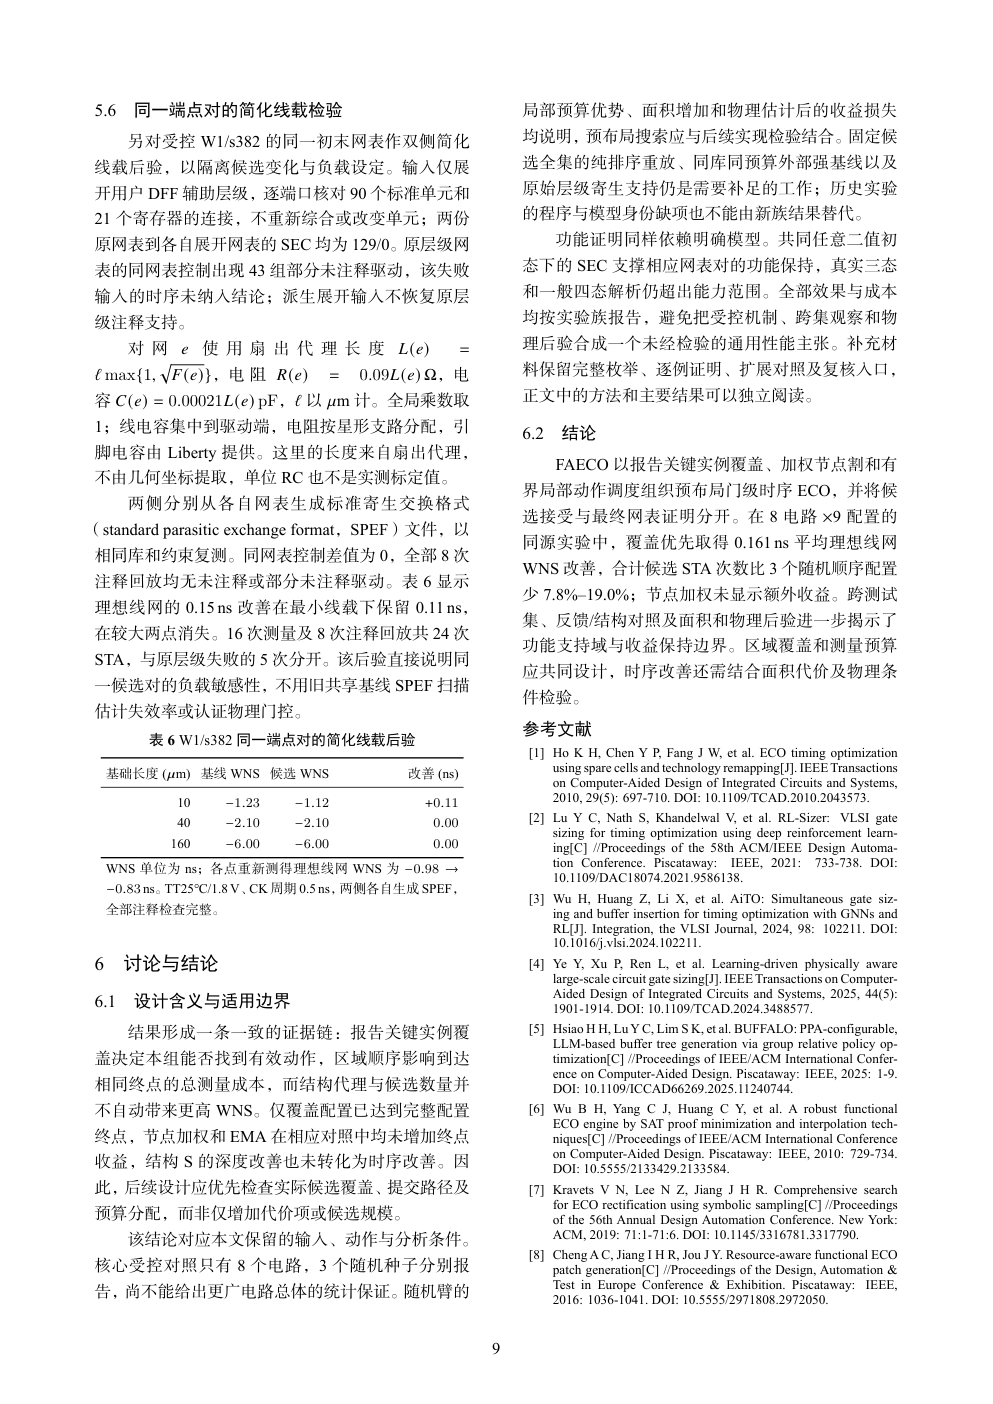 5.6 同一端点对的简化线载检验
另对受控 W1/s382 的同一初末网表作双侧简化
线载后验，以隔离候选变化与负载设定。输入仅展
开用户 DFF 辅助层级，逐端口核对 90 个标准单元和
21 个寄存器的连接，不重新综合或改变单元；两份
原网表到各自展开网表的 SEC 均为 129/0。原层级网
表的同网表控制出现 43 组部分未注释驱动，该失败
输入的时序未纳入结论；派生展开输入不恢复原层
级注释支持。
对网 e 使用扇出代理长度 L(e) =
ℓ max{1, √F(e)}，电阻 R(e) = 0.09L(e) Ω，电
容 C(e) = 0.00021L(e) pF，ℓ 以 μm 计。全局乘数取
1；线电容集中到驱动端，电阻按星形支路分配，引
脚电容由 Liberty 提供。这里的长度来自扇出代理，
不由几何坐标提取，单位 RC 也不是实测标定值。
两侧分别从各自网表生成标准寄生交换格式
（standard parasitic exchange format，SPEF）文件，以
相同库和约束复测。同网表控制差值为 0，全部 8 次
注释回放均无未注释或部分未注释驱动。表 6 显示
理想线网的 0.15 ns 改善在最小线载下保留 0.11 ns，
在较大两点消失。16 次测量及 8 次注释回放共 24 次
STA，与原层级失败的 5 次分开。该后验直接说明同
一候选对的负载敏感性，不用旧共享基线 SPEF 扫描
估计失效率或认证物理门控。
表 6 W1/s382 同一端点对的简化线载后验
基础长度 (μm) 基线 WNS 候选 WNS 改善 (ns)
10 −1.23 −1.12 +0.11
40 −2.10 −2.10 0.00
160 −6.00 −6.00 0.00
WNS 单位为 ns；各点重新测得理想线网 WNS 为 −0.98 →
−0.83 ns。TT25℃/1.8 V、CK 周期 0.5 ns，两侧各自生成 SPEF，
全部注释检查完整。
6 讨论与结论
6.1 设计含义与适用边界
结果形成一条一致的证据链：报告关键实例覆
盖决定本组能否找到有效动作，区域顺序影响到达
相同终点的总测量成本，而结构代理与候选数量并
不自动带来更高 WNS。仅覆盖配置已达到完整配置
终点，节点加权和 EMA 在相应对照中均未增加终点
收益，结构 S 的深度改善也未转化为时序改善。因
此，后续设计应优先检查实际候选覆盖、提交路径及
预算分配，而非仅增加代价项或候选规模。
该结论对应本文保留的输入、动作与分析条件。
核心受控对照只有 8 个电路，3 个随机种子分别报
告，尚不能给出更广电路总体的统计保证。随机臂的
局部预算优势、面积增加和物理估计后的收益损失
均说明，预布局搜索应与后续实现检验结合。固定候
选全集的纯排序重放、同库同预算外部强基线以及
原始层级寄生支持仍是需要补足的工作；历史实验
的程序与模型身份缺项也不能由新族结果替代。
功能证明同样依赖明确模型。共同任意二值初
态下的 SEC 支撑相应网表对的功能保持，真实三态
和一般四态解析仍超出能力范围。全部效果与成本
均按实验族报告，避免把受控机制、跨集观察和物
理后验合成一个未经检验的通用性能主张。补充材
料保留完整枚举、逐例证明、扩展对照及复核入口，
正文中的方法和主要结果可以独立阅读。
6.2 结论
FAECO 以报告关键实例覆盖、加权节点割和有
界局部动作调度组织预布局门级时序 ECO，并将候
选接受与最终网表证明分开。在 8 电路 ×9 配置的
同源实验中，覆盖优先取得 0.161 ns 平均理想线网
WNS 改善，合计候选 STA 次数比 3 个随机顺序配置
少 7.8%–19.0%；节点加权未显示额外收益。跨测试
集、反馈/结构对照及面积和物理后验进一步揭示了
功能支持域与收益保持边界。区域覆盖和测量预算
应共同设计，时序改善还需结合面积代价及物理条
件检验。
参考文献
[1] Ho K H, Chen Y P, Fang J W, et al. ECO timing optimization
using spare cells and technology remapping[J]. IEEE Transactions
on Computer-Aided Design of Integrated Circuits and Systems,
2010, 29(5): 697-710. DOI: 10.1109/TCAD.2010.2043573.
[2] Lu Y C, Nath S, Khandelwal V, et al. RL-Sizer: VLSI gate
sizing for timing optimization using deep reinforcement learn-
ing[C] //Proceedings of the 58th ACM/IEEE Design Automa-
tion Conference. Piscataway: IEEE, 2021: 733-738. DOI:
10.1109/DAC18074.2021.9586138.
[3] Wu H, Huang Z, Li X, et al. AiTO: Simultaneous gate siz-
ing and buffer insertion for timing optimization with GNNs and
RL[J]. Integration, the VLSI Journal, 2024, 98: 102211. DOI:
10.1016/j.vlsi.2024.102211.
[4] Ye Y, Xu P, Ren L, et al. Learning-driven physically aware
large-scale circuit gate sizing[J]. IEEE Transactions on Computer-
Aided Design of Integrated Circuits and Systems, 2025, 44(5):
1901-1914. DOI: 10.1109/TCAD.2024.3488577.
[5] Hsiao H H, Lu Y C, Lim S K, et al. BUFFALO: PPA-configurable,
LLM-based buffer tree generation via group relative policy op-
timization[C] //Proceedings of IEEE/ACM International Confer-
ence on Computer-Aided Design. Piscataway: IEEE, 2025: 1-9.
DOI: 10.1109/ICCAD66269.2025.11240744.
[6] Wu B H, Yang C J, Huang C Y, et al. A robust functional
ECO engine by SAT proof minimization and interpolation tech-
niques[C] //Proceedings of IEEE/ACM International Conference
on Computer-Aided Design. Piscataway: IEEE, 2010: 729-734.
DOI: 10.5555/2133429.2133584.
[7] Kravets V N, Lee N Z, Jiang J H R. Comprehensive search
for ECO rectification using symbolic sampling[C] //Proceedings
of the 56th Annual Design Automation Conference. New York:
ACM, 2019: 71:1-71:6. DOI: 10.1145/3316781.3317790.
[8] Cheng A C, Jiang I H R, Jou J Y. Resource-aware functional ECO
patch generation[C] //Proceedings of the Design, Automation &
Test in Europe Conference & Exhibition. Piscataway: IEEE,
2016: 1036-1041. DOI: 10.5555/2971808.2972050.
9